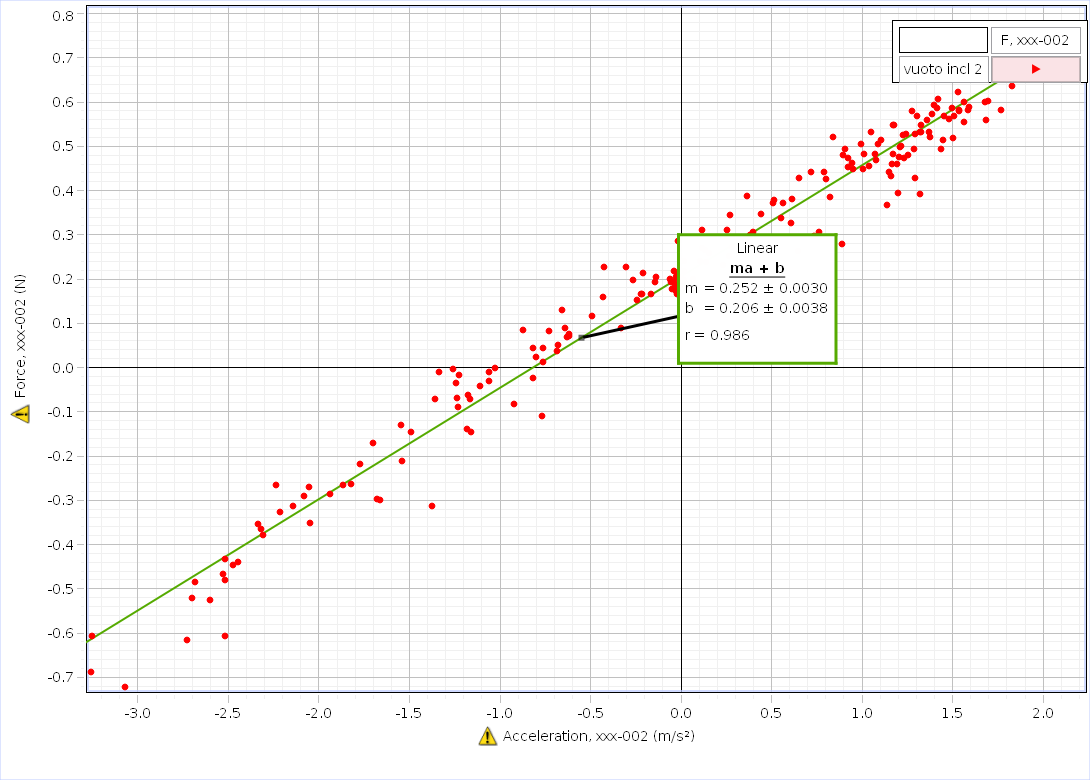 0.8
0.7
0.6
0.5
0.4
0.3
0.2
0.1
0.0
-0.1
-0.2
-0.3
-0.4
-0.5
-0.6
-0.7
Force, xxx-002 (N)
F, xxx-002
vuoto incl 2
Linear
ma + b
m = 0.252 ± 0.0030
b = 0.206 ± 0.0038
r = 0.986
-3.0 -2.5 -2.0 -1.5 -1.0 -0.5 0.0 0.5 1.0 1.5 2.0
Acceleration, xxx-002 (m/s²)